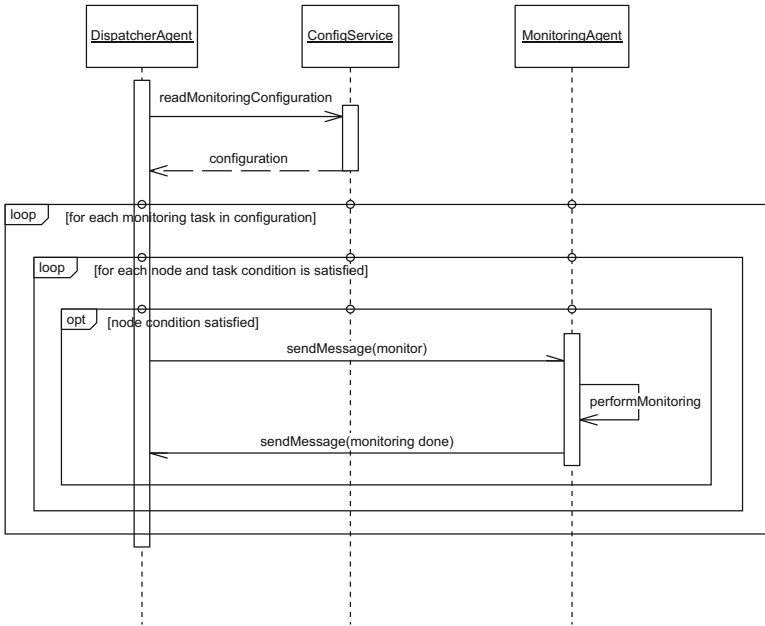 DispatcherAgent
ConfigService
MonitoringAgent
readMonitoringConfiguration
configuration
loop
[for each monitoring task in configuration]
loop
[for each node and task condition is satisfied]
opt
[node condition satisfied]
sendMessage(monitor)
performMonitoring
sendMessage(monitoring done)